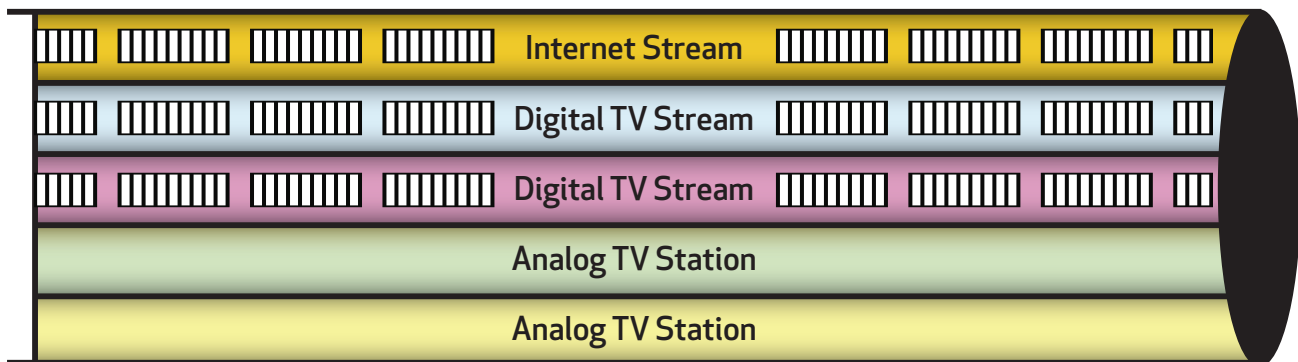 Internet Stream
Digital TV Stream
Digital TV Stream
Analog TV Station
Analog TV Station